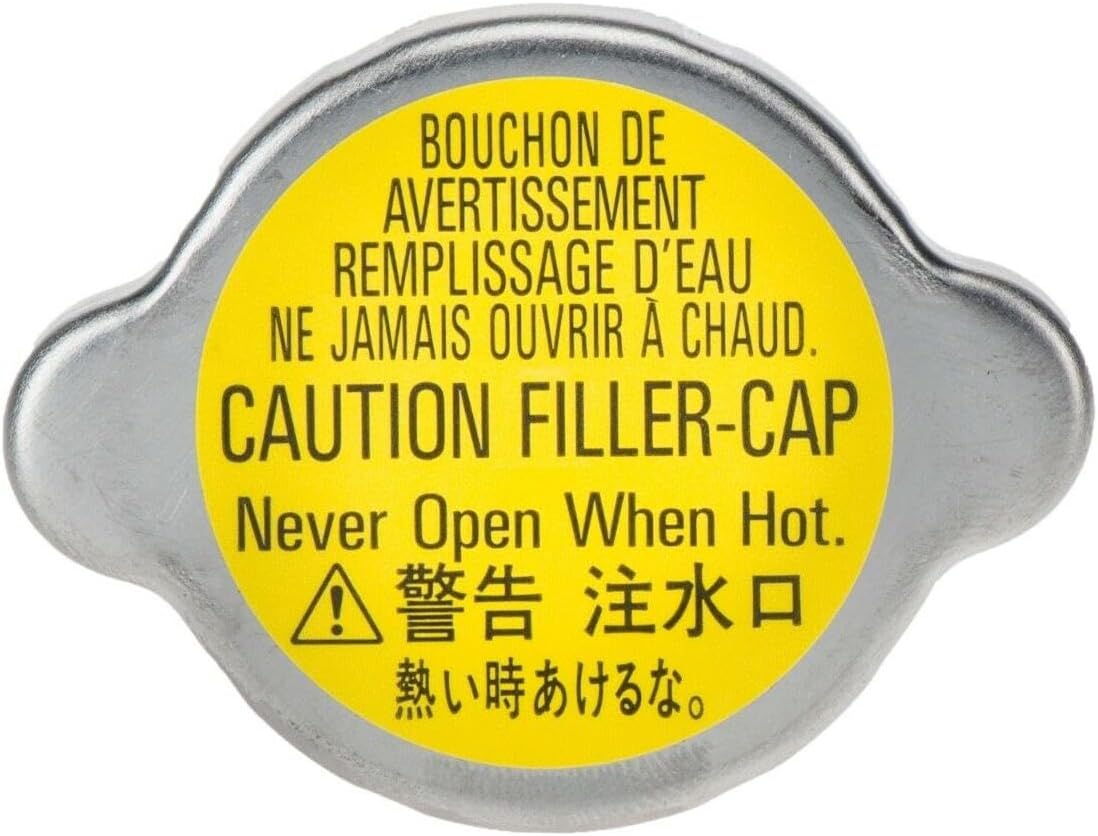 BOUCHON DE
AVERTISSEMENT
REMPLISSAGE D'EAU
NE JAMAIS OUVRIR À CHAUD.
CAUTION FILLER-CAP
Never Open When Hot.
警告 注水口
熱い時あけるな。